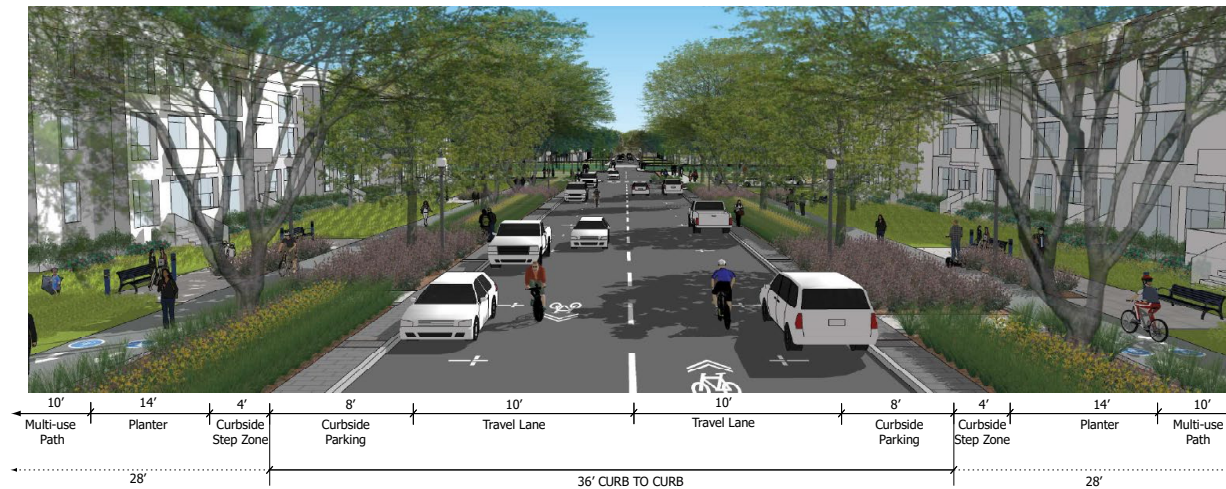 10’ 14’ 4’ 8’ 10’ 10’ 8’ 4’ 14’ 10’
Multi-use Planter Curbside Curbside Travel Lane Travel Lane Curbside Curbside Planter Multi-use
Path Step Zone Parking Parking Step Zone Path
28’ 36’ CURB TO CURB 28’